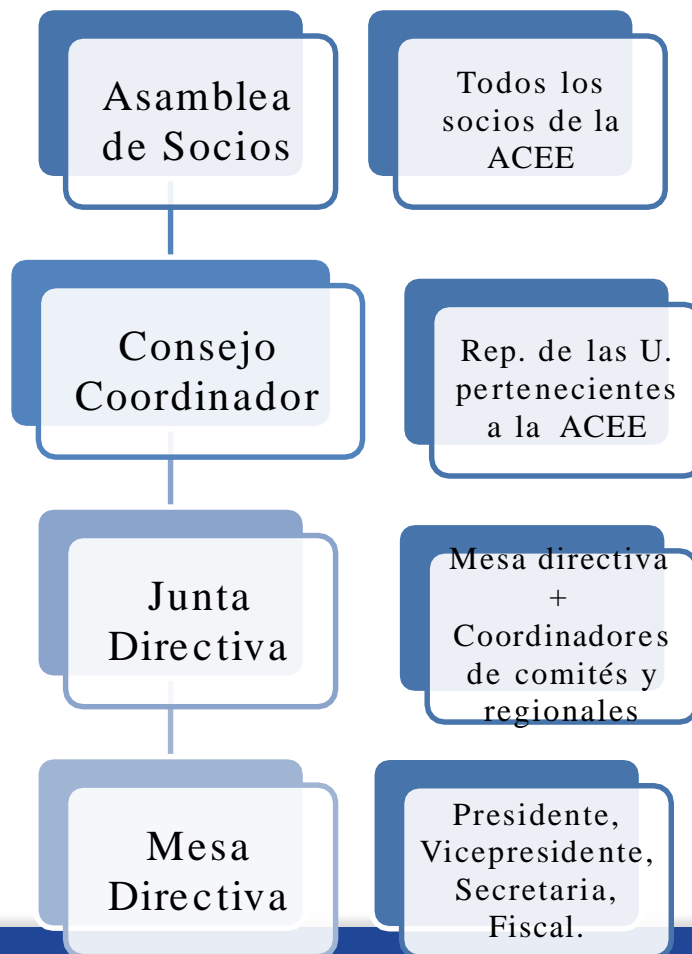 Asamblea
de Socios
Todos los
socios de la
ACEE
Consejo
Coordinador
Rep. de las U.
pertenecientes
a la ACEE
Junta
Directiva
Mesa directiva
+
Coordinadores
de comités y
regionales
Mesa
Directiva
Presidente,
Vicepresidente,
Secretaria,
Fiscal.